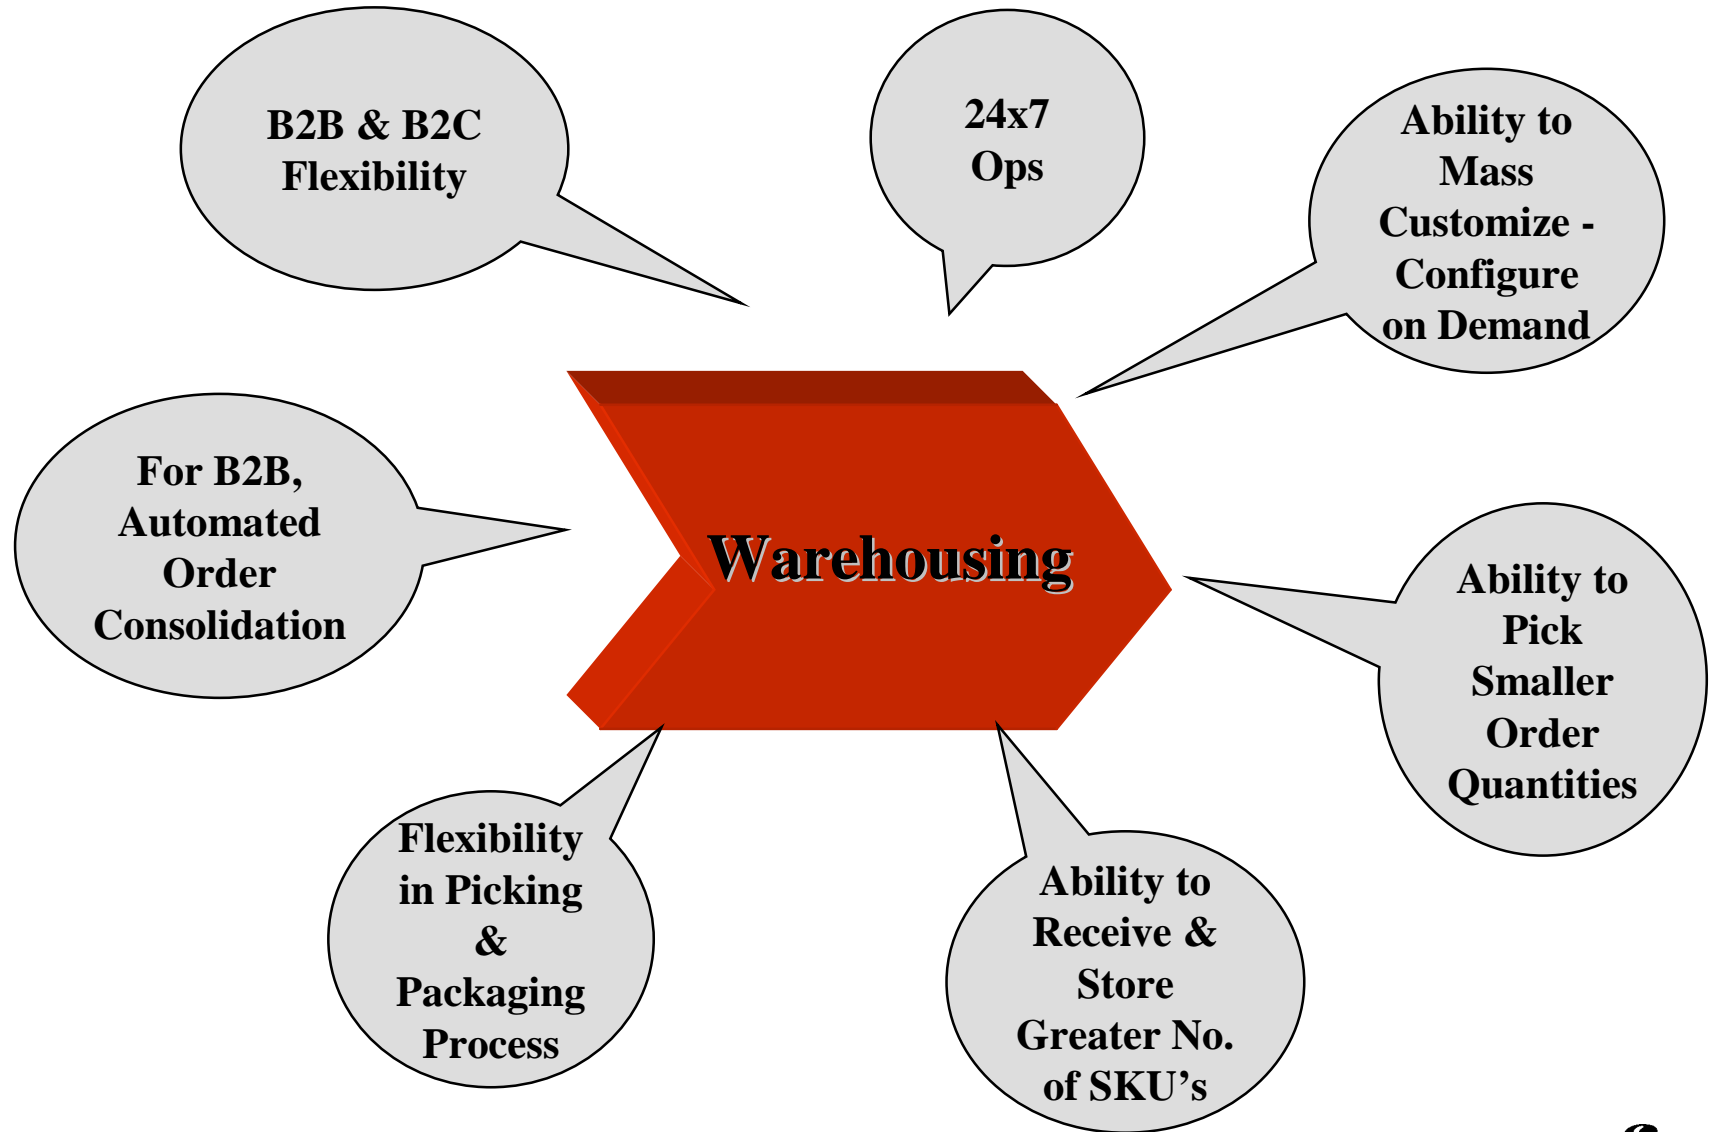 B2B & B2C
Flexibility
24x7
Ops
Ability to
Mass
Customize -
Configure
on Demand
For B2B,
Automated
Order
Consolidation
Warehousing
Ability to
Pick
Smaller
Order
Quantities
Flexibility
in Picking
&
Packaging
Process
Ability to
Receive &
Store
Greater No.
of SKU's